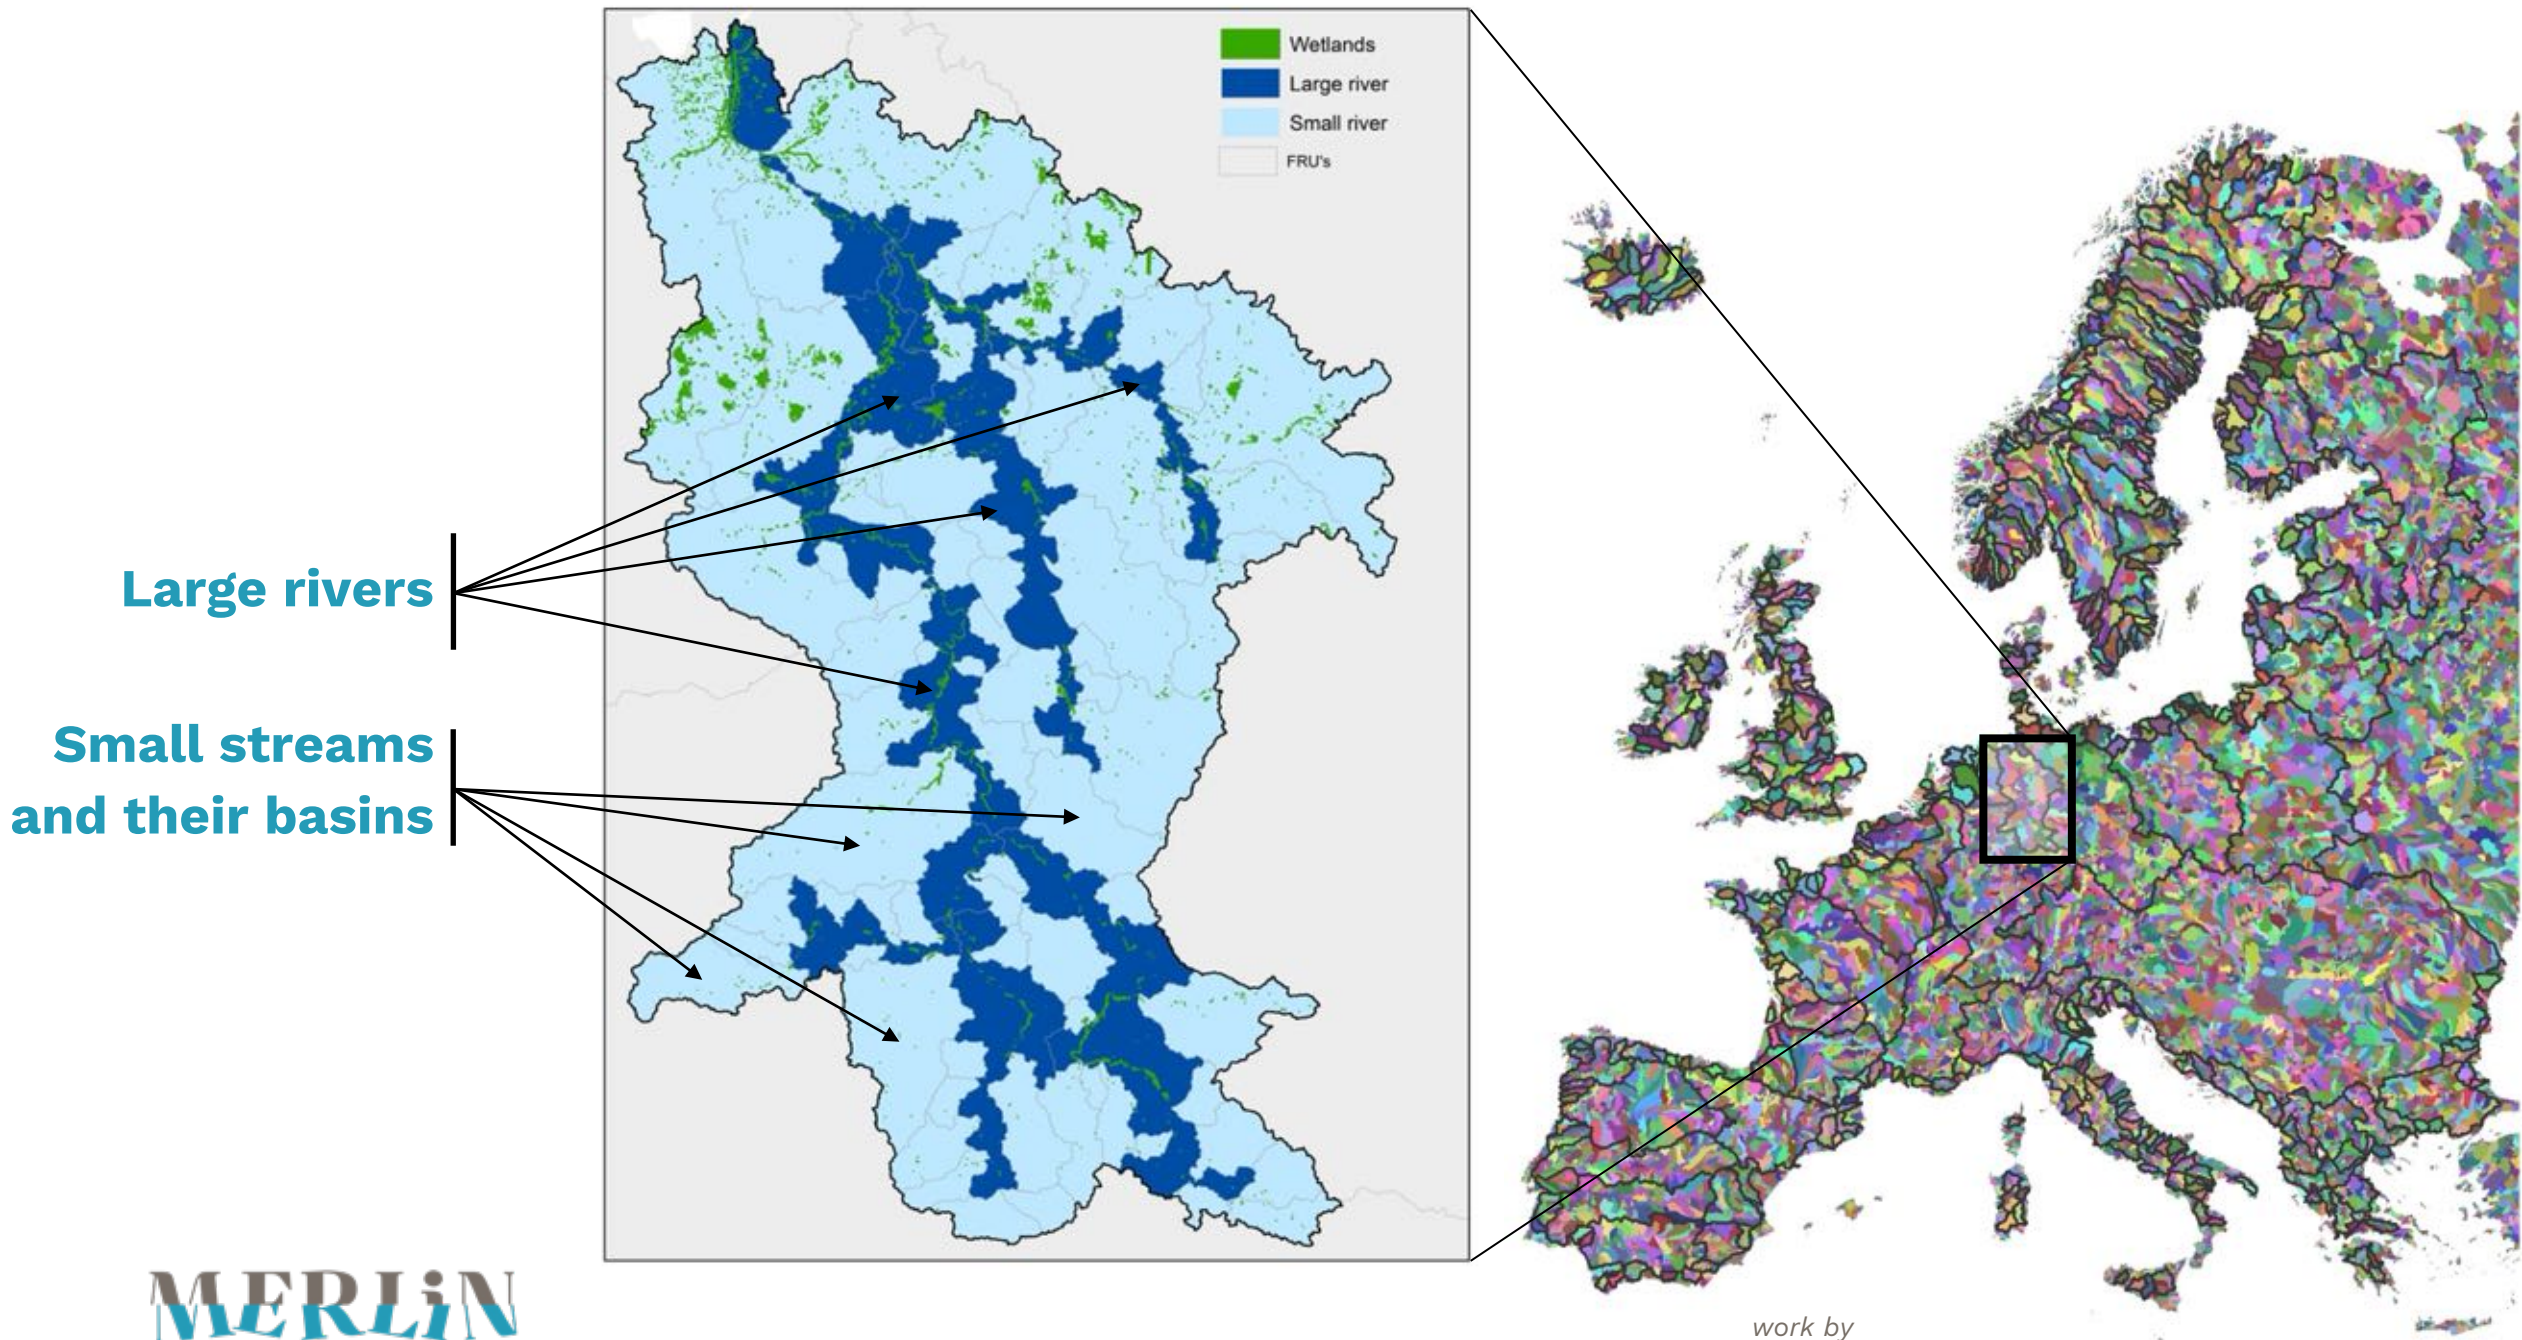 Wetlands
Large river
Small river
FRU's
Large rivers
Small streams
and their basins
MERLiN
work by